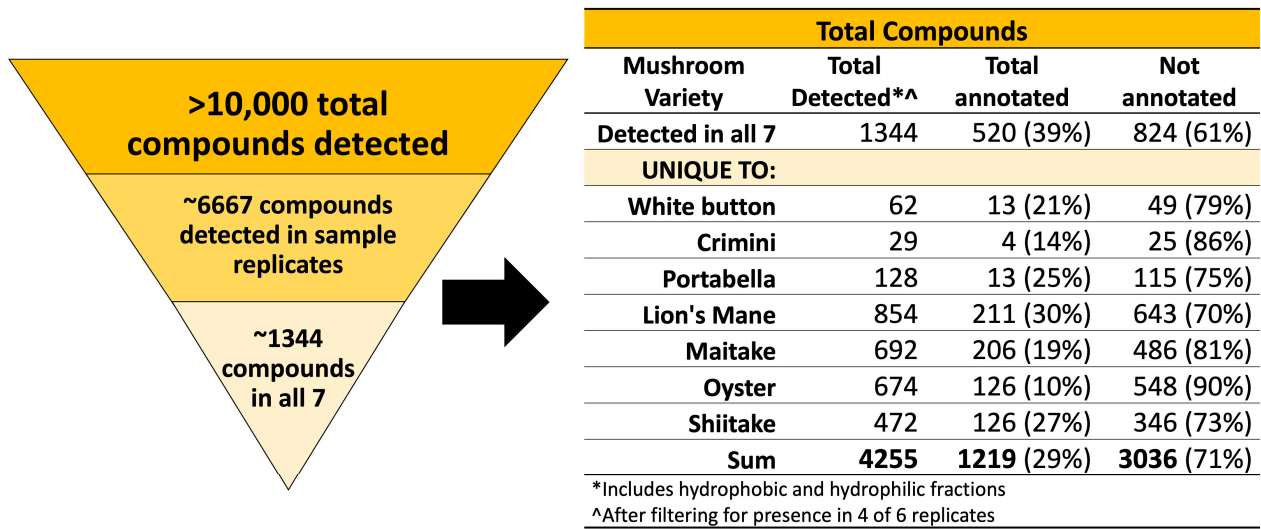 >10,000 total
compounds detected
~6667 compounds
detected in sample
replicates
~1344
compounds
in all 7
Total Compounds
Mushroom Variety Total Detected*^ Total annotated Not annotated
Detected in all 7 1344 520 (39%) 824 (61%)
UNIQUE TO:
White button 62 13 (21%) 49 (79%)
Crimini 29 4 (14%) 25 (86%)
Portabella 128 13 (25%) 115 (75%)
Lion's Mane 854 211 (30%) 643 (70%)
Maitake 692 206 (19%) 486 (81%)
Oyster 674 126 (10%) 548 (90%)
Shiitake 472 126 (27%) 346 (73%)
Sum 4255 1219 (29%) 3036 (71%)
*Includes hydrophobic and hydrophilic fractions
^After filtering for presence in 4 of 6 replicates